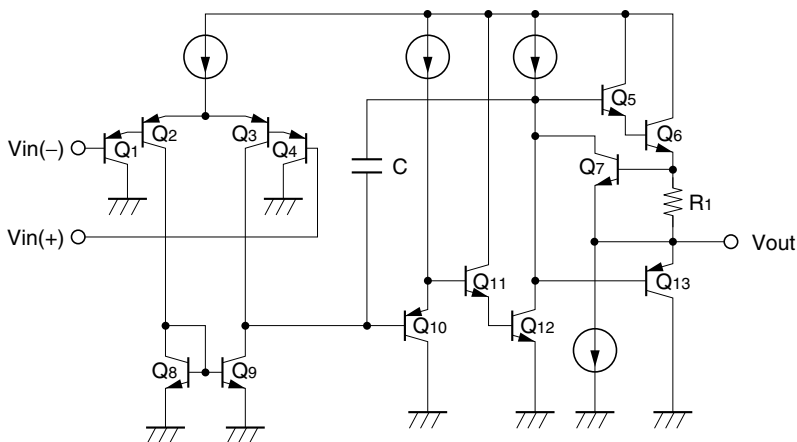 Q5
Q2
Q3
Q6
Vin(−)
Q1
Q4
C
Q7
R1
Vin(+)
Vout
Q11
Q13
Q10
Q12
Q8
Q9